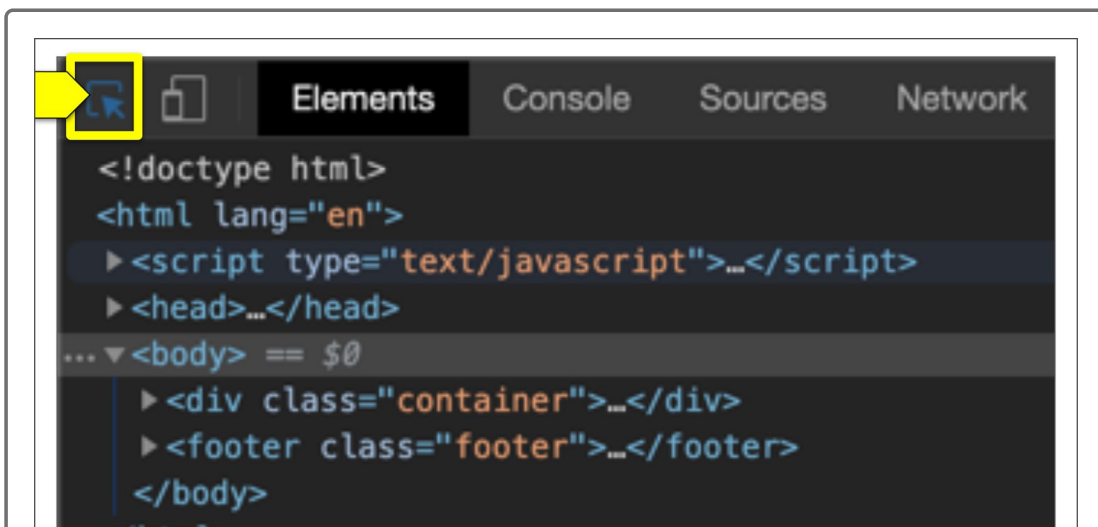 Elements Console Sources Network
<!doctype html>
<html lang="en">
<script type="text/javascript">…</script>
<head>…</head>
… <body> == $0
<div class="container">…</div>
<footer class="footer">…</footer>
</body>